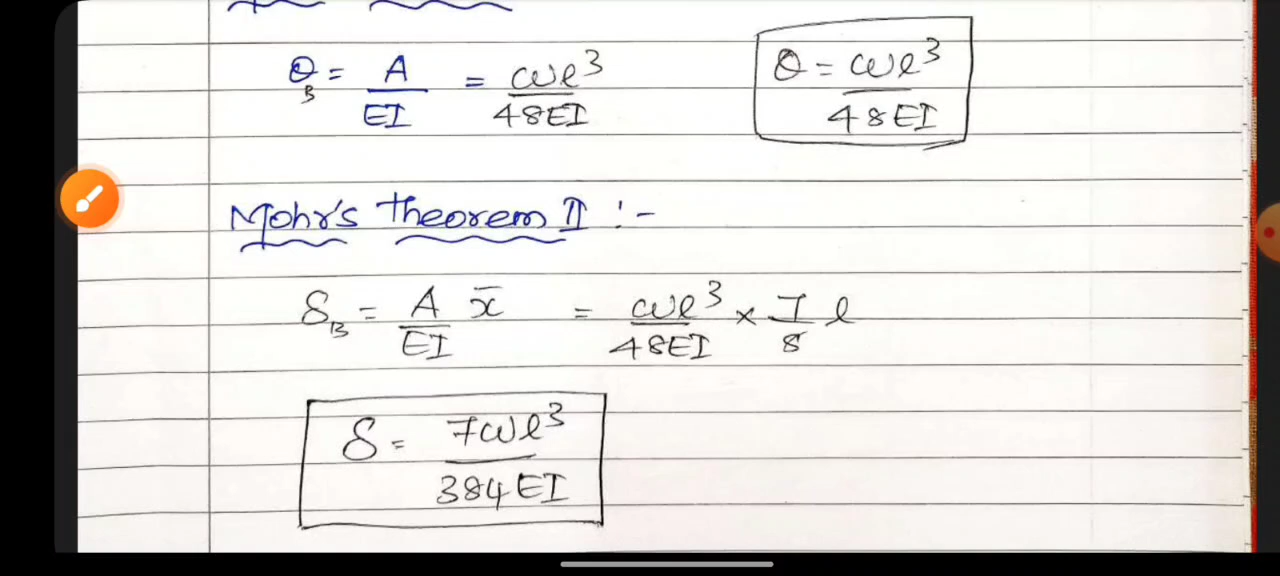 θ_B = A/EI = ωl³/48EI    θ = ωl³/48EI
Mohr's Theorem II :-
δ_B = A/EI x̄ = ωl³/48EI × 7/8 l
δ = 7ωl³/384EI